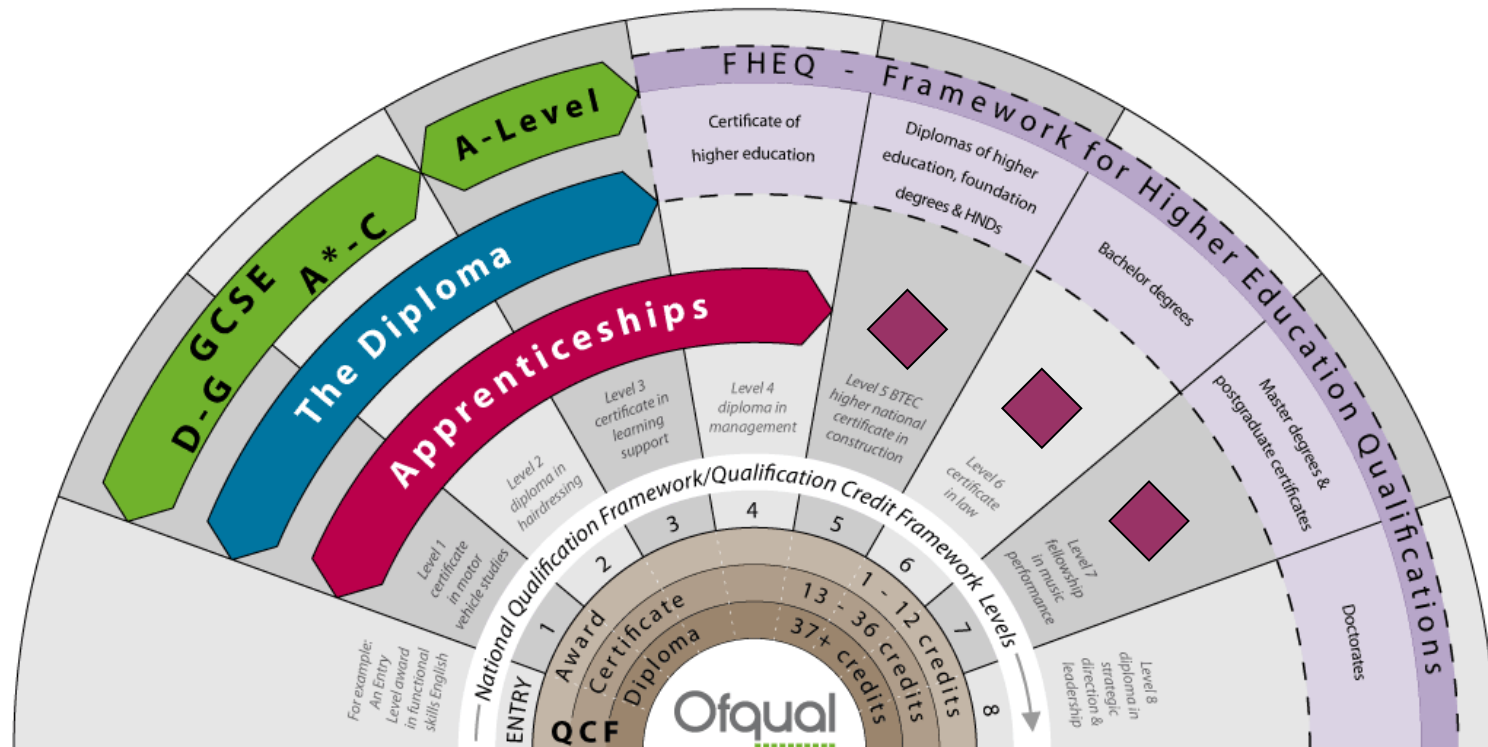 FHEQ - Framework for Higher Education Qualifications
A-Level
GCSE
D-G A*-C
The Diploma
Apprenticeships
Certificate of
higher education
Diplomas of higher
education, foundation
degrees & HNDs
Bachelor degrees
Master degrees &
postgraduate certificates
Doctorates
For example:
An Entry
Level award
in functional
skills English
Level 1
certificate
in motor
vehicle studies
Level 2
diploma in
hairdressing
Level 3
certificate in
learning
support
Level 4
diploma in
management
Level 5 BTEC
higher national
certificate in
construction
Level 6
certificate
in law
Level 7
fellowship
in music
performance
Level 8
diploma in
strategic
direction &
leadership
National Qualification Framework/Qualification Credit Framework Levels
ENTRY
1
2
3
4
5
6
7
8
Award
1 - 12 credits
Certificate
13 - 36 credits
Diploma
37+ credits
QCF
Ofqual